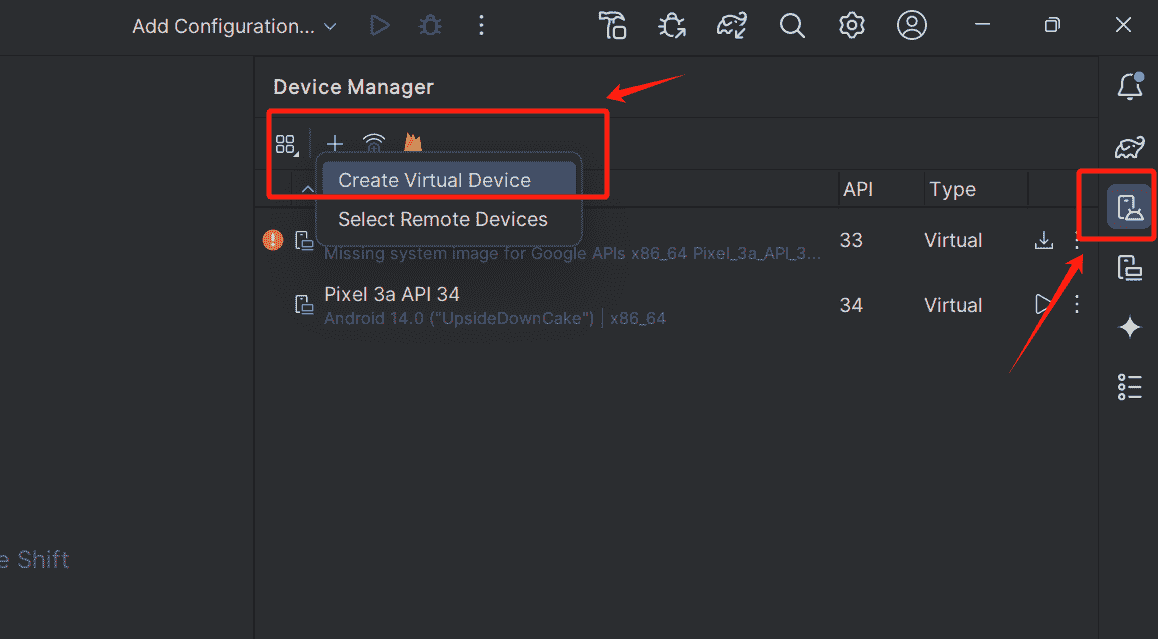 Add Configuration...
Device Manager
Create Virtual Device
API Type
Select Remote Devices
33 Virtual
Missing system image for Google APIs x86_64 Pixel_3a_API_3...
Pixel 3a API 34
34 Virtual
Android 14.0 ("UpsideDownCake") | x86_64
e Shift